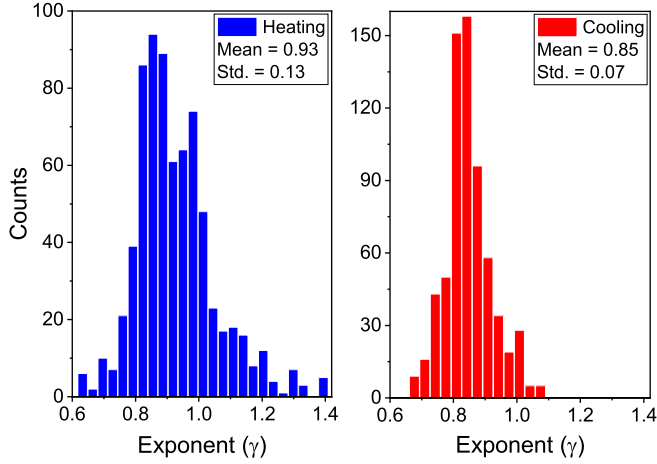 Heating
Mean = 0.93
Std. = 0.13
100
80
60
40
20
0
Counts
0.6 0.8 1.0 1.2 1.4
Exponent (γ)
Cooling
Mean = 0.85
Std. = 0.07
150
120
90
60
30
0
0.6 0.8 1.0 1.2 1.4
Exponent (γ)